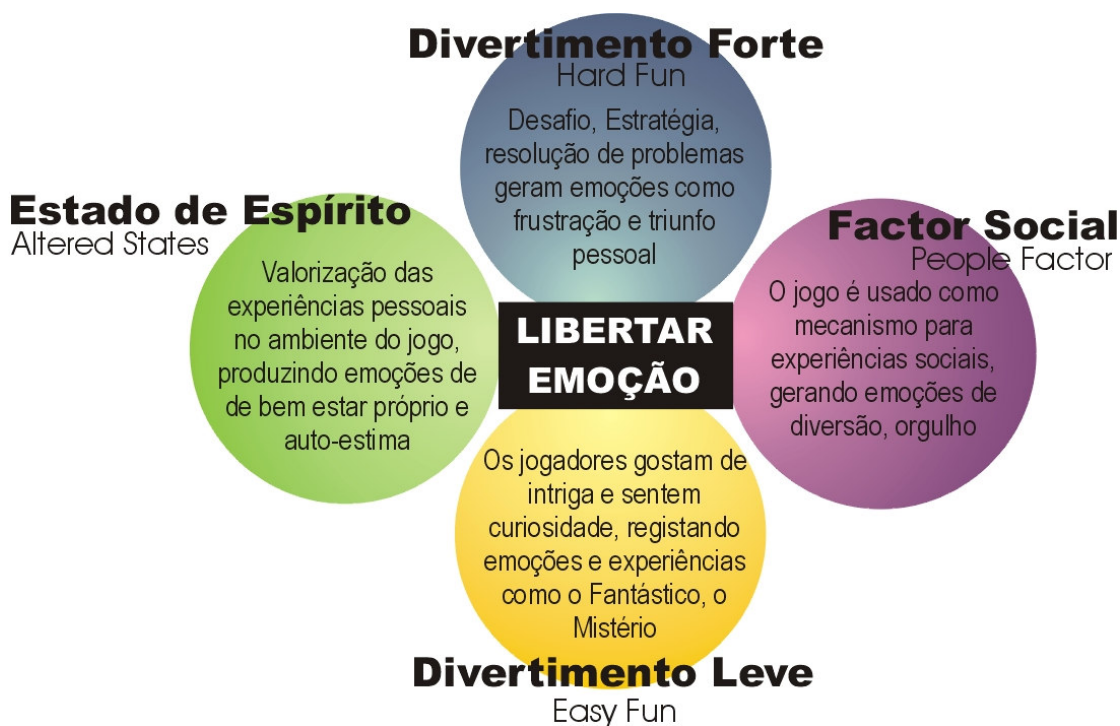 Divertimento Forte
Hard Fun
Desafio, Estratégia,
resolução de problemas
geram emoções como
frustração e triunfo
pessoal
Estado de Espírito
Altered States
Valorização das
experiências pessoais
no ambiente do jogo,
produzindo emoções de
de bem estar próprio e
auto-estima
LIBERTAR
EMOÇÃO
Factor Social
People Factor
O jogo é usado como
mecanismo para
experiências sociais,
gerando emoções de
diversão, orgulho
Os jogadores gostam de
intriga e sentem
curiosidade, registando
emoções e experiências
como o Fantástico, o
Mistério
Divertimento Leve
Easy Fun